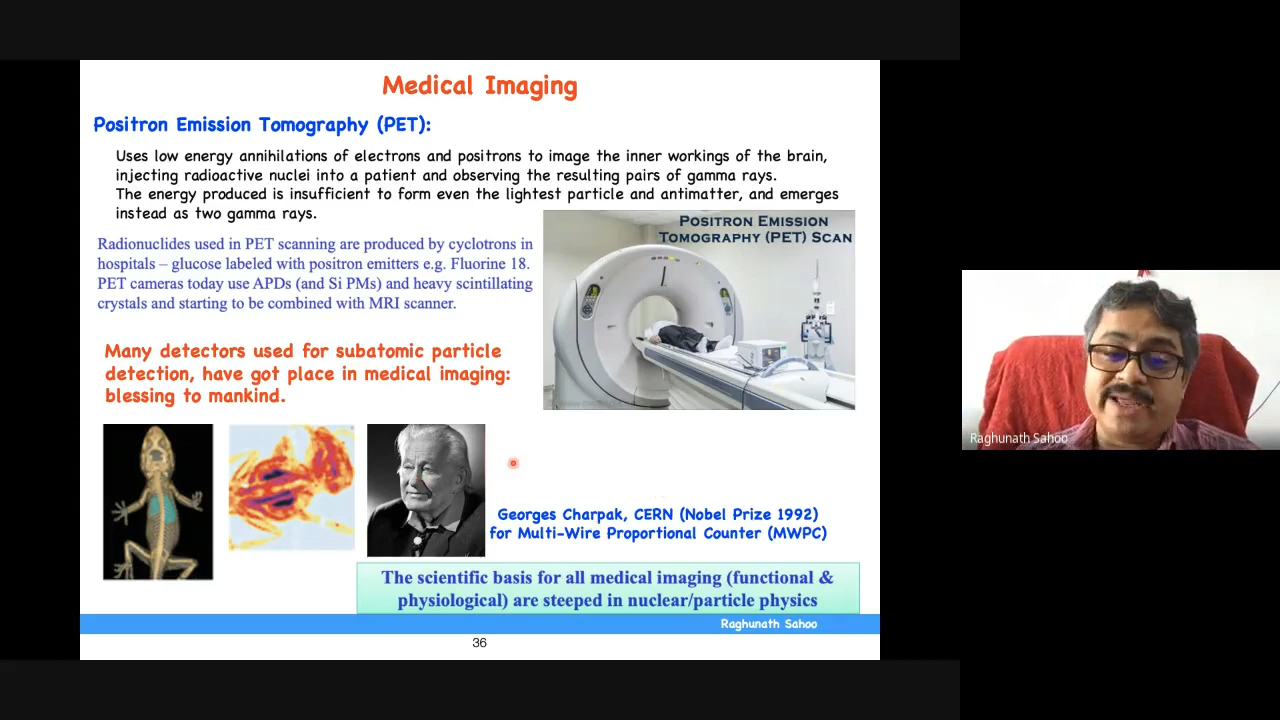 Medical Imaging
Positron Emission Tomography (PET):
Uses low energy annihilations of electrons and positrons to image the inner workings of the brain,
injecting radioactive nuclei into a patient and observing the resulting pairs of gamma rays.
The energy produced is insufficient to form even the lightest particle and antimatter, and emerges
instead as two gamma rays.
POSITRON EMISSION
TOMOGRAPHY (PET) SCAN
Radionuclides used in PET scanning are produced by cyclotrons in
hospitals – glucose labeled with positron emitters e.g. Fluorine 18.
PET cameras today use APDs (and Si PMs) and heavy scintillating
crystals and starting to be combined with MRI scanner.
Many detectors used for subatomic particle
detection, have got place in medical imaging:
blessing to mankind.
Georges Charpak, CERN (Nobel Prize 1992)
for Multi-Wire Proportional Counter (MWPC)
The scientific basis for all medical imaging (functional &
physiological) are steeped in nuclear/particle physics
Raghunath Sahoo
36
Raghunath Sahoo